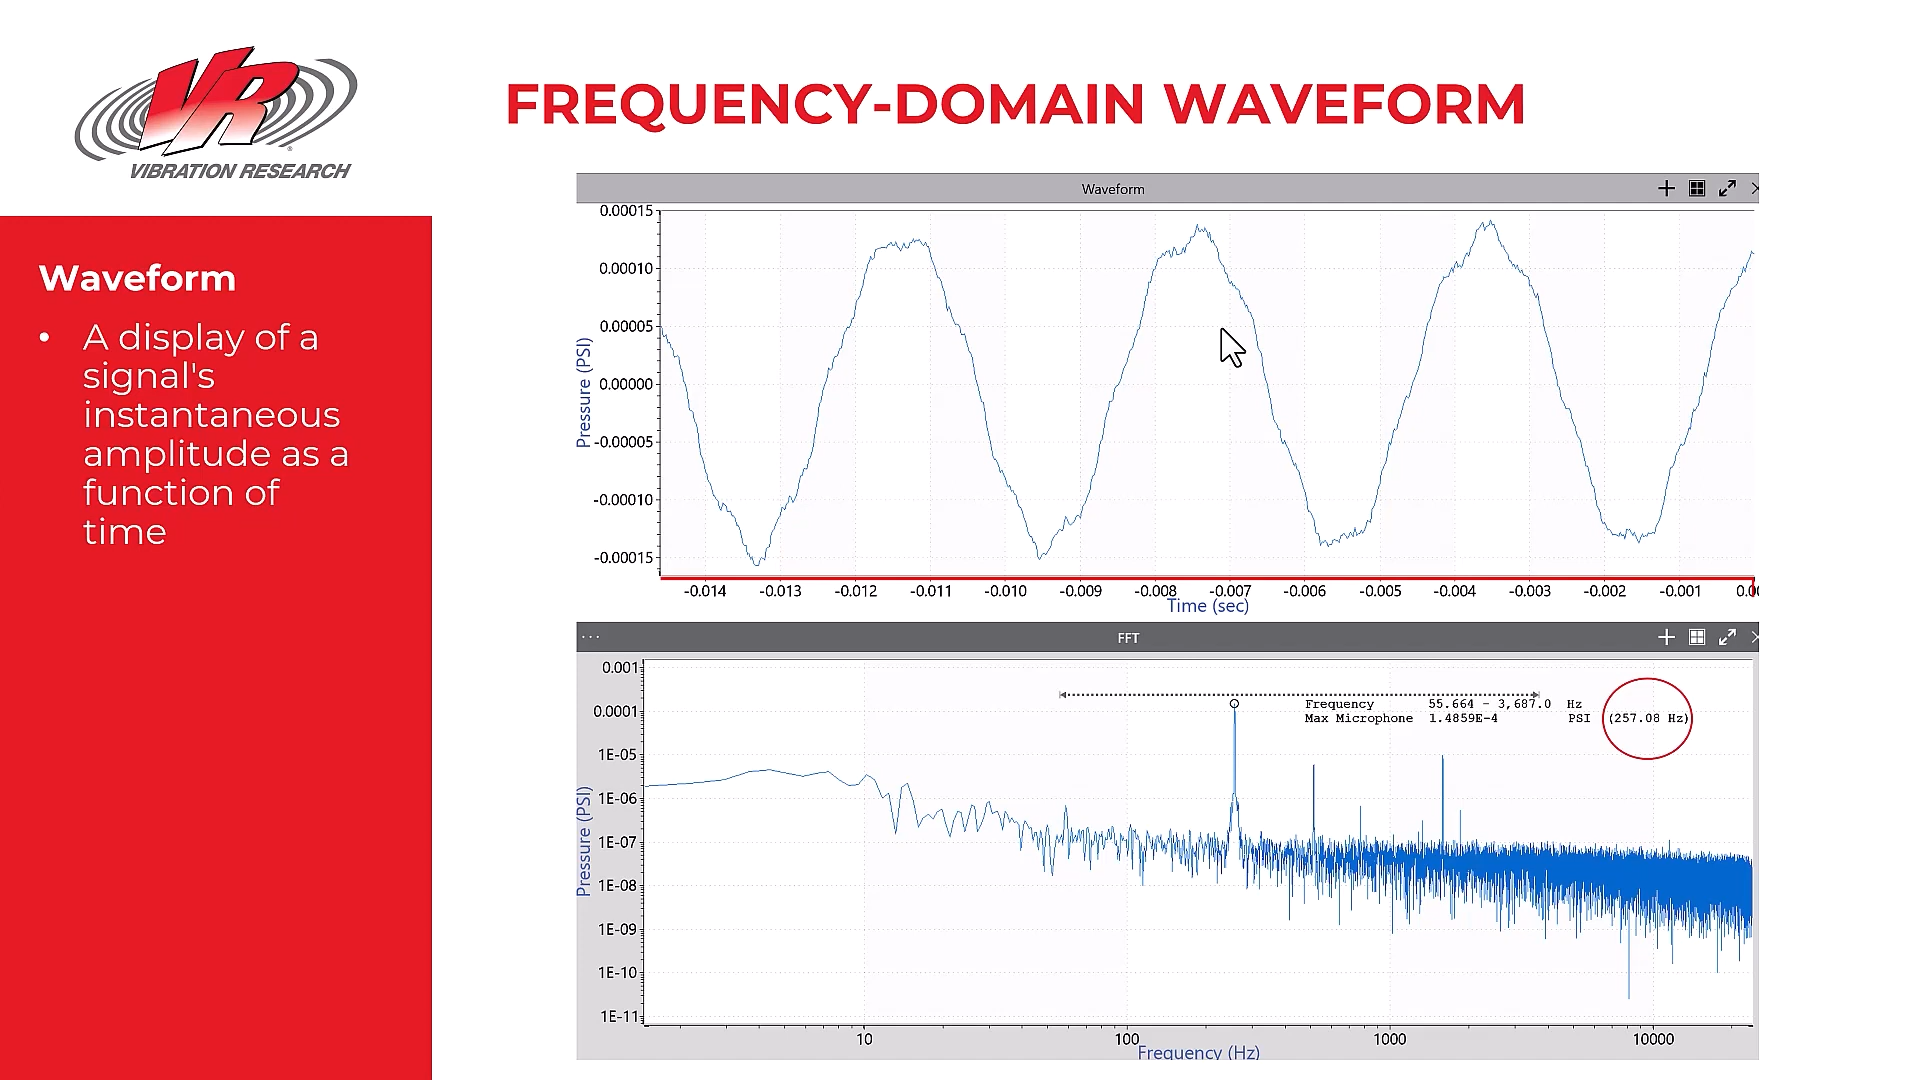 VR
VIBRATION RESEARCH
FREQUENCY-DOMAIN WAVEFORM
Waveform
• A display of a
signal's
instantaneous
amplitude as a
function of
time
Waveform
Pressure (PSI)
0.00015
0.00010
0.00005
0.00000
-0.00005
-0.00010
-0.00015
-0.014 -0.013 -0.012 -0.011 -0.010 -0.009 -0.008 -0.007 -0.006 -0.005 -0.004 -0.003 -0.002 -0.001
Time (sec)
FFT
Pressure (PSI)
0.001
0.0001
1E-05
1E-06
1E-07
1E-08
1E-09
1E-10
1E-11
Frequency 55.664 - 3,687.0 Hz
Max Microphone 1.4859E-4 PSI (257.08 Hz)
10 100 1000 10000
Frequency (Hz)